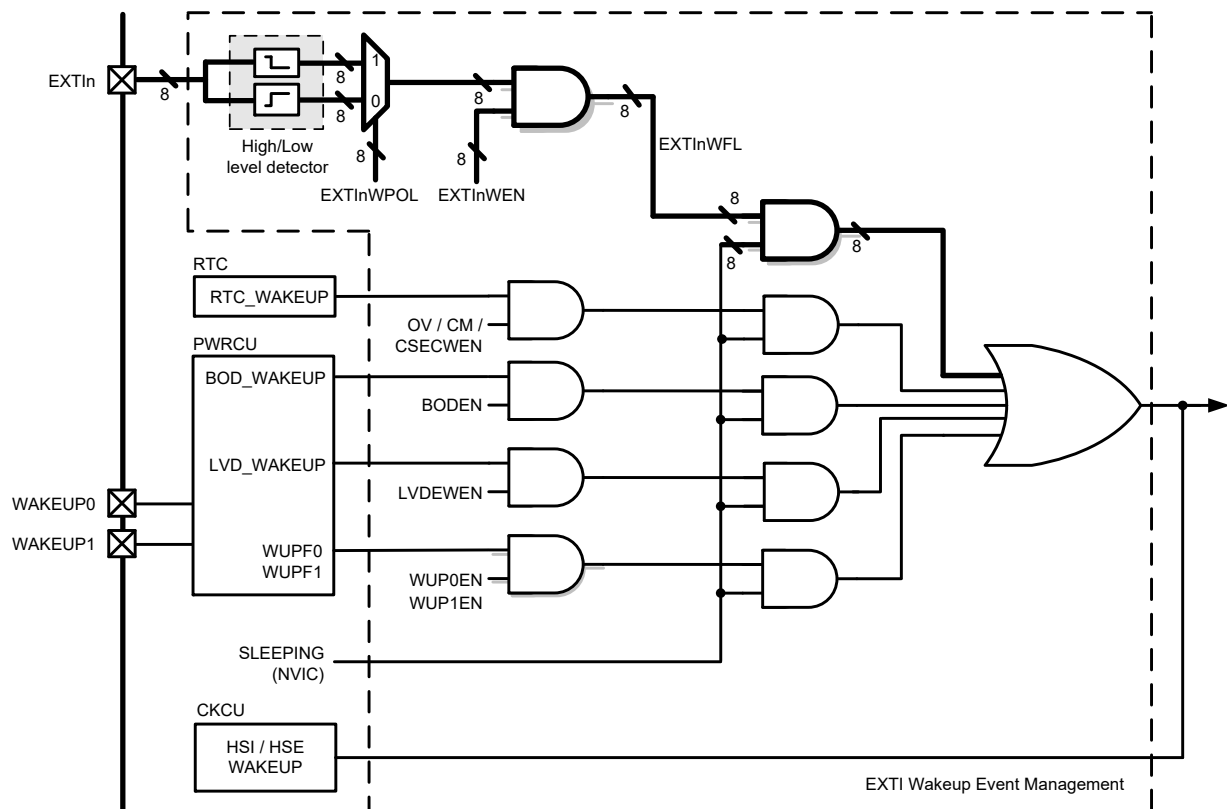 EXTIn
8
8
8
1
0
High/Low
level detector
8
EXTInWPOL
8
8
EXTInWEN
8
EXTInWFL
8
8
8
RTC
RTC_WAKEUP
OV / CM /
CSECWEN
PWRCU
BOD_WAKEUP
BODEN
LVD_WAKEUP
LVDEWEN
WAKEUP0
WAKEUP1
WUPF0
WUPF1
WUP0EN
WUP1EN
SLEEPING
(NVIC)
CKCU
HSI / HSE
WAKEUP
EXTI Wakeup Event Management